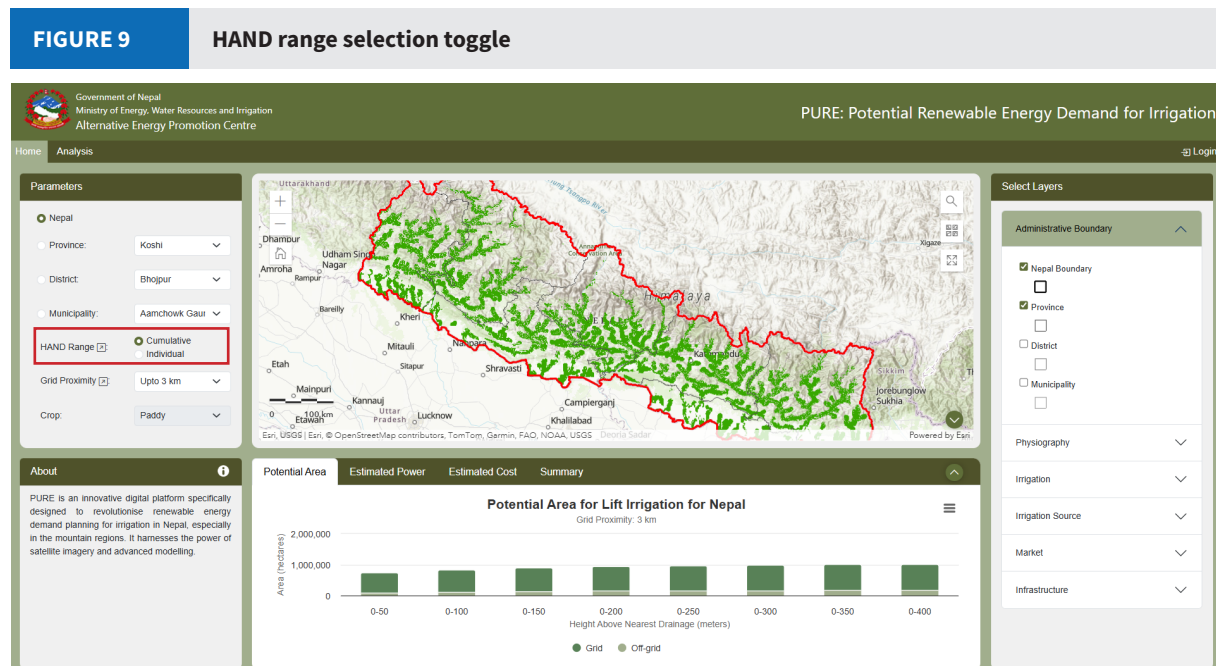 FIGURE 9
HAND range selection toggle
Government of Nepal
Ministry of Energy, Water Resources and Irrigation
Alternative Energy Promotion Centre
PURE: Potential Renewable Energy Demand for Irrigation
Home Analysis
Login
Parameters
Nepal
Province: Koshi
District: Bhojpur
Municipality: Aamchowk Gaur
HAND Range : Cumulative
Individual
Grid Proximity : Upto 3 km
Crop: Paddy
About
PURE is an innovative digital platform specifically
designed to revolutionise renewable energy
demand planning for irrigation in Nepal, especially
in the mountain regions. It harnesses the power of
satellite imagery and advanced modelling.
Uttarakhand
Dhampur
Udham Singh
Nagar
Amroha
Rampur
Bareilly
Kheri
Mitauli
Nanpara
Etah
Sitapur
Shravasti
Mainpuri
Kannauj
Uttar
Pradesh
Lucknow
Etawah
Campierganj
Khalilabad
Deoria Sadar
Himalaya
Kathmandu
Xigaze
Sikkim
Jorebunglow
Sukhia
0 100 km
Esri, USGS | Esri, © OpenStreetMap contributors, TomTom, Garmin, FAO, NOAA, USGS
Powered by Esri
Potential Area Estimated Power Estimated Cost Summary
Potential Area for Lift Irrigation for Nepal
Grid Proximity: 3 km
Area (hectares)
2,000,000
1,000,000
0
0-50 0-100 0-150 0-200 0-250 0-300 0-350 0-400
Height Above Nearest Drainage (meters)
Grid Off-grid
Select Layers
Administrative Boundary
Nepal Boundary
Province
District
Municipality
Physiography
Irrigation
Irrigation Source
Market
Infrastructure